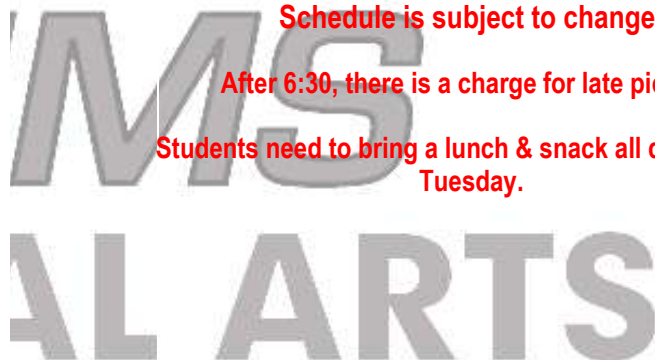 Schedule is subject to change
After 6:30, there is a charge for late
Students need to bring a lunch & snack all
Tuesday.
MS
AL ARTS